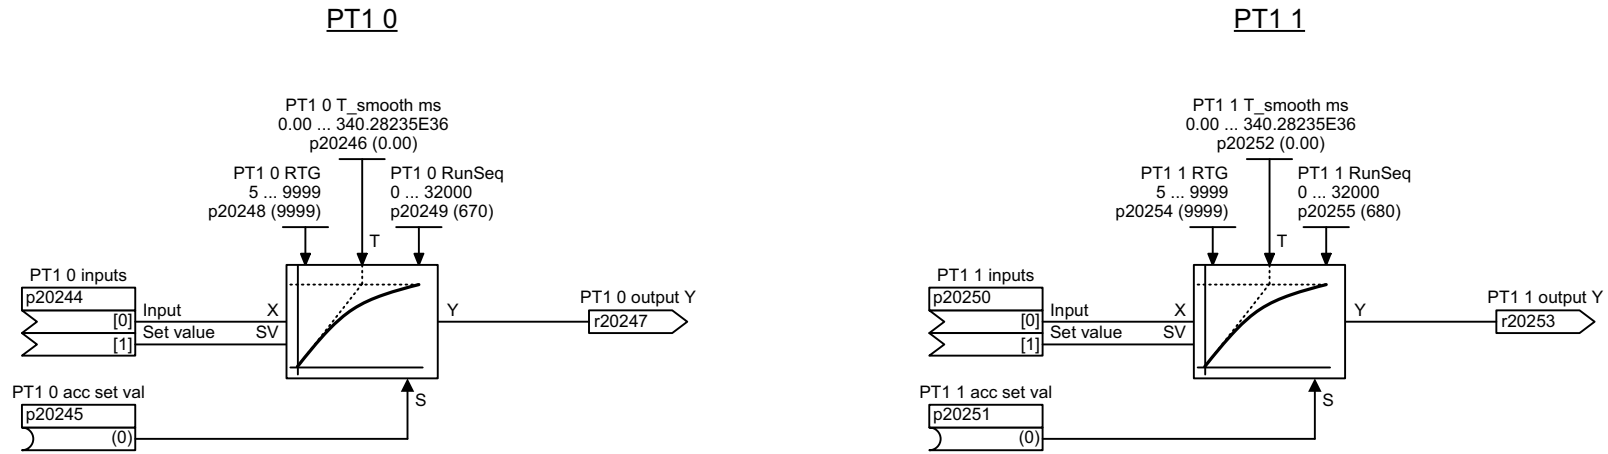 PT1 0
PT1 0 T_smooth ms
0.00 ... 340.28235E36
p20246 (0.00)
PT1 0 RTG
5 ... 9999
p20248 (9999)
PT1 0 RunSeq
0 ... 32000
p20249 (670)
T
PT1 0 inputs
p20244
[0]
[1]
Input
Set value
X
SV
Y
PT1 0 output Y
r20247
PT1 0 acc set val
p20245
(0)
S
PT1 1
PT1 1 T_smooth ms
0.00 ... 340.28235E36
p20252 (0.00)
PT1 1 RTG
5 ... 9999
p20254 (9999)
PT1 1 RunSeq
0 ... 32000
p20255 (680)
T
PT1 1 inputs
p20250
[0]
[1]
Input
Set value
X
SV
Y
PT1 1 output Y
r20253
PT1 1 acc set val
p20251
(0)
S